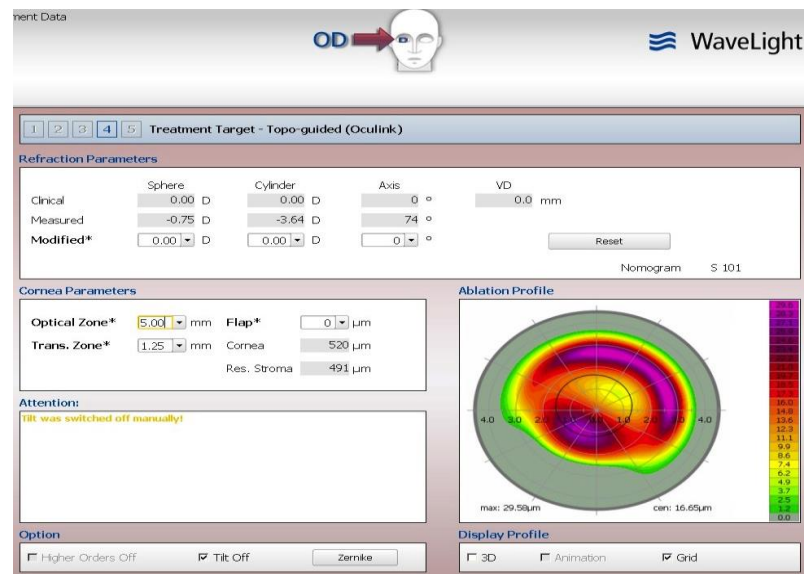 ment Data
OD
WaveLight
1 2 3 4 5 Treatment Target - Topo-guided (Oculink)
Refraction Parameters
Sphere Cylinder Axis VD
Clinical 0.00 D 0.00 D 0 ° 0.0 mm
Measured -0.75 D -3.64 D 74 °
Modified* 0.00 D 0.00 D 0 ° Reset
Nomogram S 101
Cornea Parameters
Optical Zone* 5.00 mm Flap* 0 µm
Trans. Zone* 1.25 mm Cornea 520 µm
Res. Stroma 491 µm
Attention:
Tilt was switched off manually!
Option
Higher Orders Off Tilt Off Zernike
Ablation Profile
4.0 3.0 2.0 1.0 2.0 4.0
max: 29.58µm cen: 16.65µm
16.0
14.8
13.6
12.3
11.1
9.9
8.6
7.4
6.2
4.9
3.7
2.5
1.2
0.0
Display Profile
3D Animation Grid